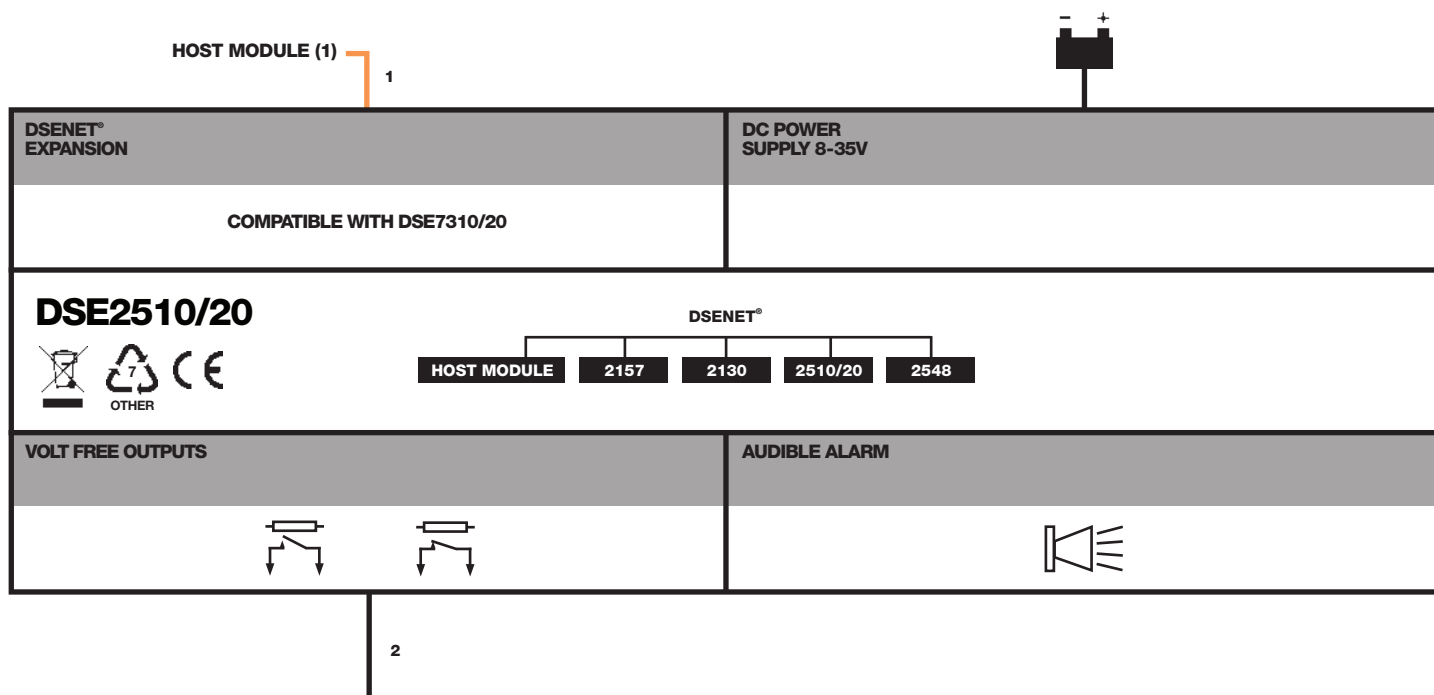 HOST MODULE (1)
1
- +
DSENET®
EXPANSION
DC POWER
SUPPLY 8-35V
COMPATIBLE WITH DSE7310/20
DSE2510/20
7
OTHER
CE
DSENET®
HOST MODULE
2157
2130
2510/20
2548
VOLT FREE OUTPUTS
AUDIBLE ALARM
2